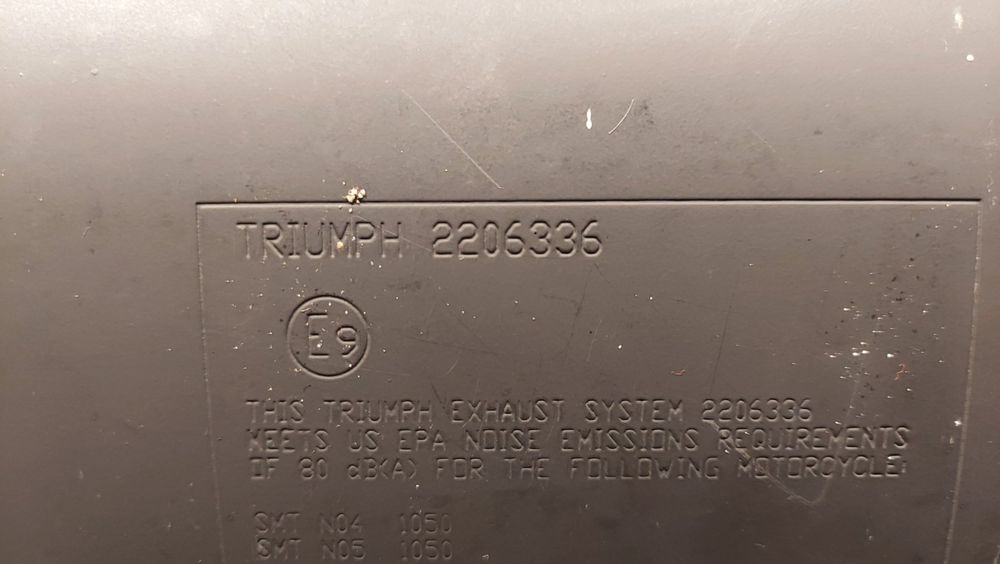 TRIUMPH 2206336
E9
THIS TRIUMPH EXHAUST SYSTEM 2206336
MEETS US EPA NOISE EMISSIONS REQUIREMENTS
OF 80 dB(A) FOR THE FOLLOWING MOTORCYCLE:
SMT N04 1050
SMT N05 1050